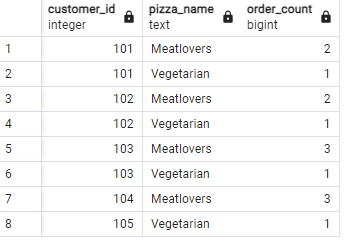 customer_id pizza_name order_count
integer text bigint
1 101 Meatlovers 2
2 101 Vegetarian 1
3 102 Meatlovers 2
4 102 Vegetarian 1
5 103 Meatlovers 3
6 103 Vegetarian 1
7 104 Meatlovers 3
8 105 Vegetarian 1